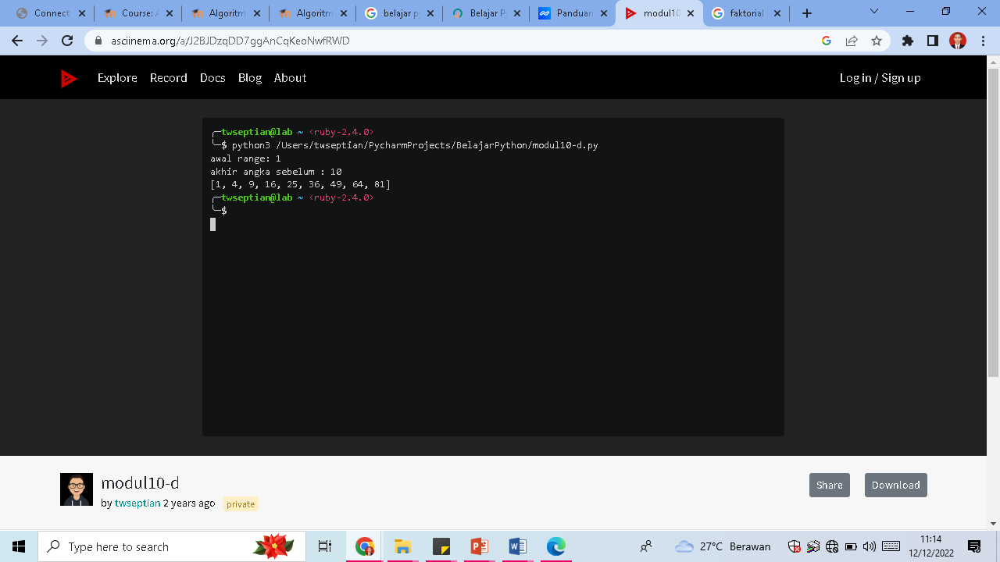 Connect
Course: A
Algoritm
Algoritm
belajar py
Belajar Py
Panduan
modul10
faktorial
asciinema.org/a/J2BJDzqDD7ggAnCqKeoNwfRWD
Explore Record Docs Blog About Log in / Sign up
twseptian@lab ~ <ruby-2.4.0>
$ python3 /Users/twseptian/PycharmProjects/BelajarPython/modul10-d.py
awal range: 1
akhir angka sebelum : 10
[1, 4, 9, 16, 25, 36, 49, 64, 81]
twseptian@lab ~ <ruby-2.4.0>
$
modul10-d
by twseptian 2 years ago private
Share Download
Type here to search
27°C Berawan
11:14
12/12/2022